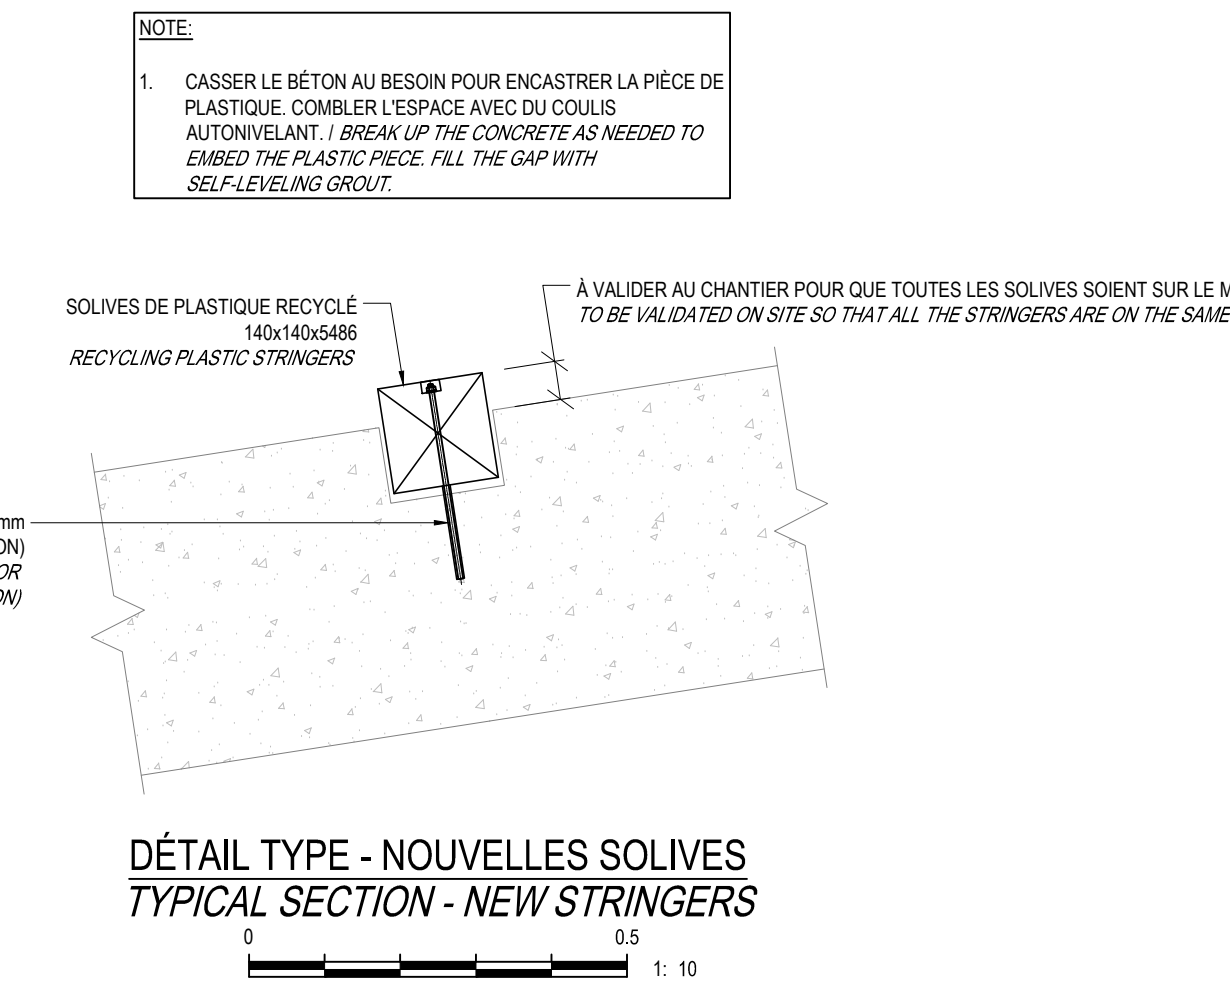 NOTE:
1. CASSER LE BÉTON AU BESOIN POUR ENCASTRER LA PIÈCE DE
PLASTIQUE. COMBLER L'ESPACE AVEC DU COULIS
AUTONIVELANT. / BREAK UP THE CONCRETE AS NEEDED TO
EMBED THE PLASTIC PIECE. FILL THE GAP WITH
SELF-LEVELING GROUT.
SOLIVES DE PLASTIQUE RECYCLÉ
140x140x5486
RECYCLING PLASTIC STRINGERS
À VALIDER AU CHANTIER POUR QUE TOUTES LES SOLIVES SOIENT SUR LE
TO BE VALIDATED ON SITE SO THAT ALL THE STRINGERS ARE ON THE SAME
mm
ON)
OR
ON)
DÉTAIL TYPE - NOUVELLES SOLIVES
TYPICAL SECTION - NEW STRINGERS
0 0.5
1: 10